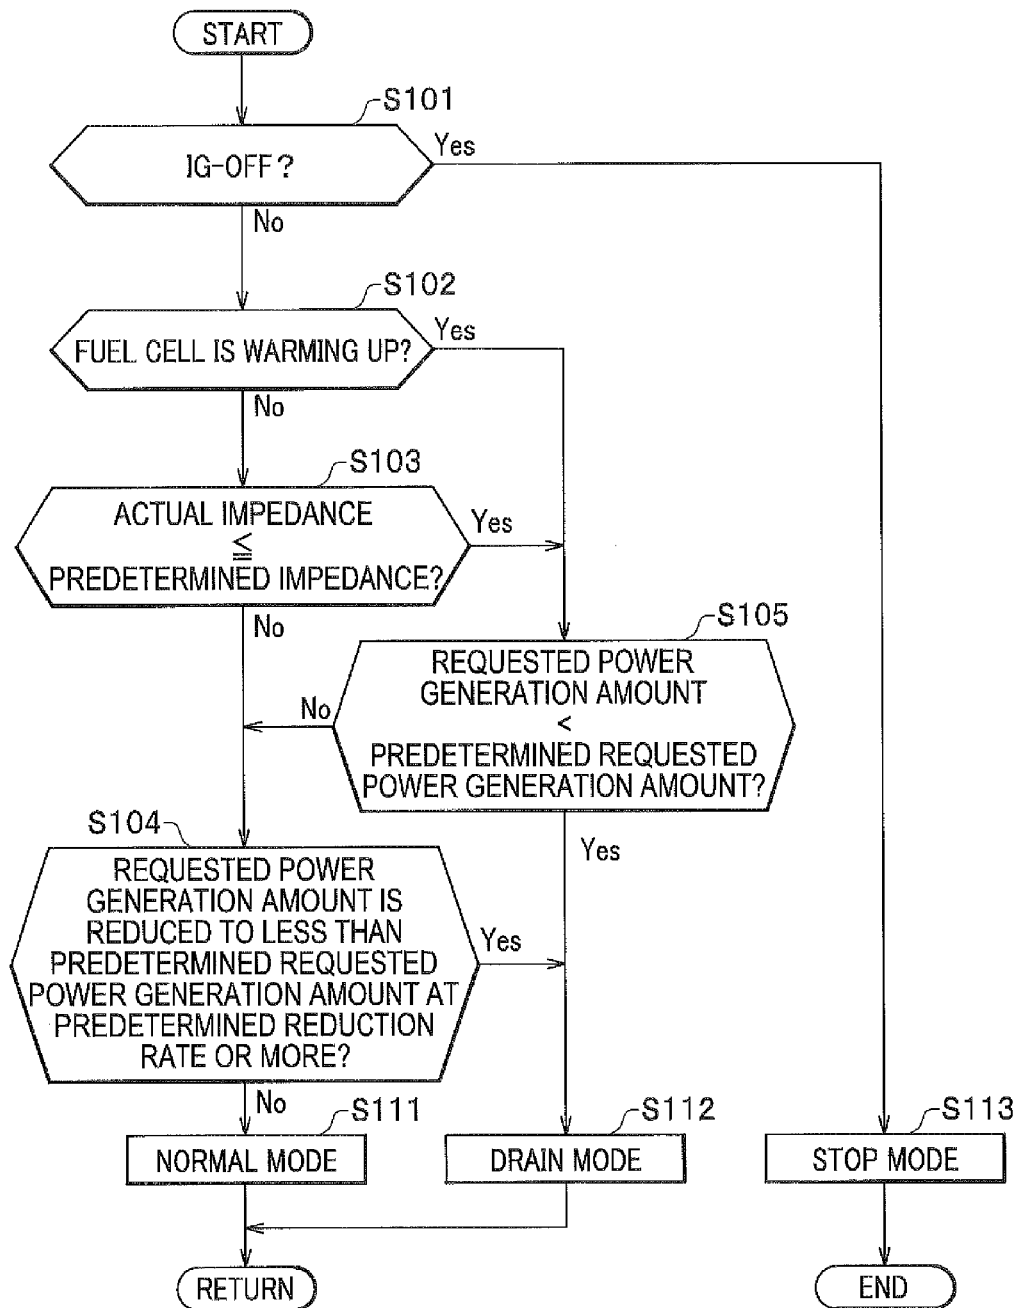 START
S101
IG-OFF?
Yes
No
S102
FUEL CELL IS WARMING UP?
Yes
No
S103
ACTUAL IMPEDANCE
≦
PREDETERMINED IMPEDANCE?
Yes
No
S105
REQUESTED POWER
GENERATION AMOUNT
<
PREDETERMINED REQUESTED
POWER GENERATION AMOUNT?
No
Yes
S104
REQUESTED POWER
GENERATION AMOUNT IS
REDUCED TO LESS THAN
PREDETERMINED REQUESTED
POWER GENERATION AMOUNT AT
PREDETERMINED REDUCTION
RATE OR MORE?
Yes
No
S111
NORMAL MODE
S112
DRAIN MODE
S113
STOP MODE
RETURN
END